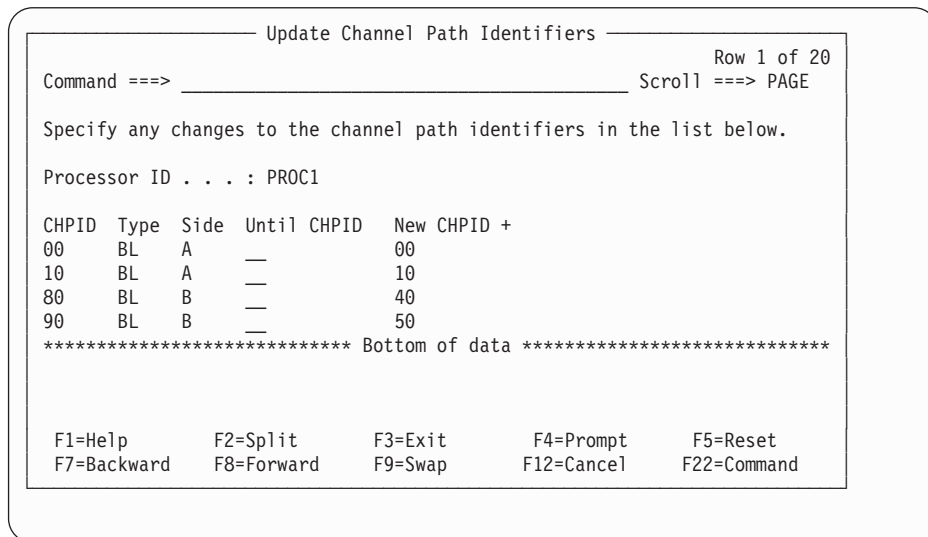 Update Channel Path Identifiers
Row 1 of 20
Command ===> ________________________________________ Scroll ===> PAGE
Specify any changes to the channel path identifiers in the list below.
Processor ID . . . : PROC1
CHPID Type Side Until CHPID New CHPID +
00 BL A __ 00
10 BL A __ 10
80 BL B __ 40
90 BL B __ 50
***************************** Bottom of data *****************************
F1=Help F2=Split F3=Exit F4=Prompt F5=Reset
F7=Backward F8=Forward F9=Swap F12=Cancel F22=Command